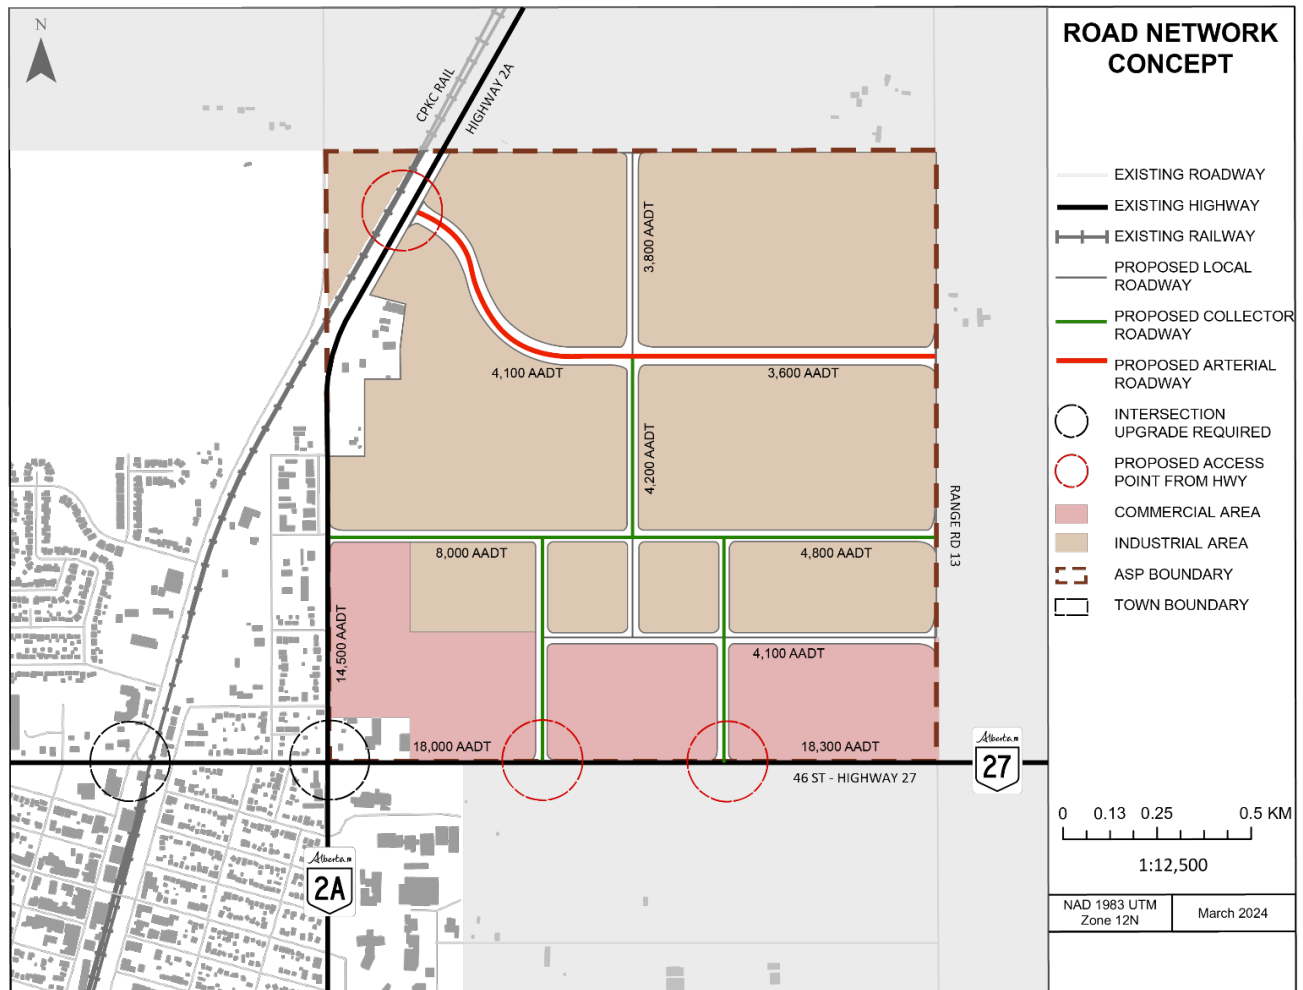 ROAD NETWORK
CONCEPT
N
CPKC RAIL
HIGHWAY 2A
3,800 AADT
4,100 AADT
3,600 AADT
4,200 AADT
RANGE RD 13
8,000 AADT
4,800 AADT
14,500 AADT
4,100 AADT
18,000 AADT
18,300 AADT
46 ST - HIGHWAY 27
Alberta
27
Alberta
2A
EXISTING ROADWAY
EXISTING HIGHWAY
EXISTING RAILWAY
PROPOSED LOCAL
ROADWAY
PROPOSED COLLECTOR
ROADWAY
PROPOSED ARTERIAL
ROADWAY
INTERSECTION
UPGRADE REQUIRED
PROPOSED ACCESS
POINT FROM HWY
COMMERCIAL AREA
INDUSTRIAL AREA
ASP BOUNDARY
TOWN BOUNDARY
0 0.13 0.25 0.5 KM
1:12,500
NAD 1983 UTM
Zone 12N
March 2024